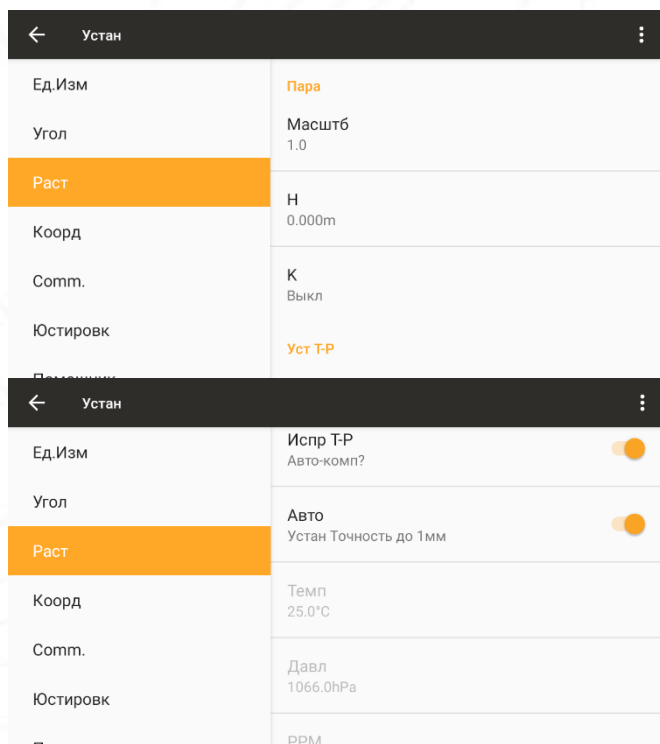 Устан
Ед.Изм
Угол
Раст
Коорд
Comm.
Юстировк
Пара
Масштб
1.0
H
0.000m
K
Выкл
Уст T-P
Устан
Ед.Изм
Угол
Раст
Коорд
Comm.
Юстировк
Испр T-P
Авто-комп?
Авто
Устан Точность до 1мм
Темп
25.0°C
Давл
1066.0hPa
PPM